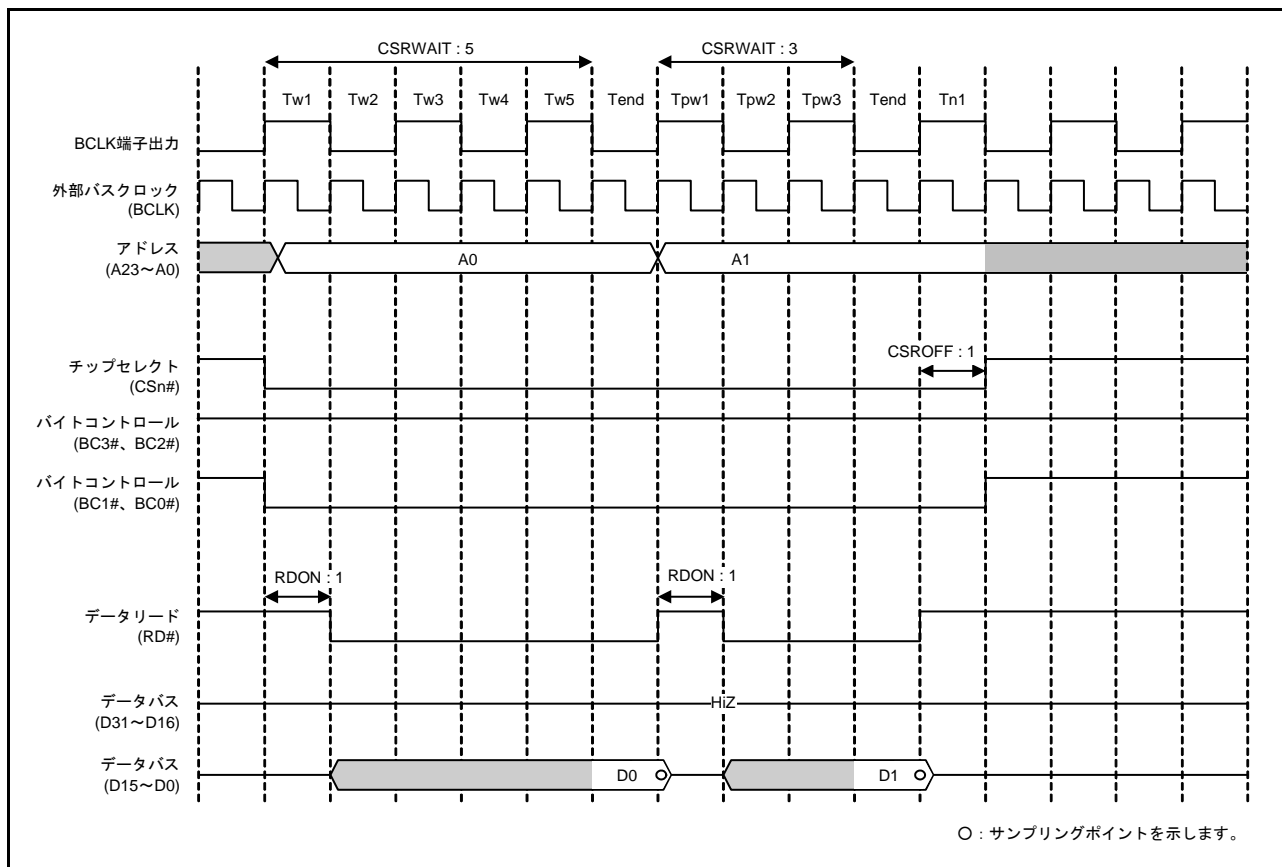 CSRWAIT : 5
CSRWAIT : 3
Tw1 Tw2 Tw3 Tw4 Tw5 Tend Tpw1 Tpw2 Tpw3 Tend Tn1
BCLK端子出力
外部バスクロック
(BCLK)
アドレス
(A23～A0)
A0
A1
チップセレクト
(CSn#)
CSROFF : 1
バイトコントロール
(BC3#、BC2#)
バイトコントロール
(BC1#、BC0#)
RDON : 1
RDON : 1
データリード
(RD#)
データバス
(D31～D16)
HiZ
データバス
(D15～D0)
D0
D1
○ : サンプリングポイントを示します。